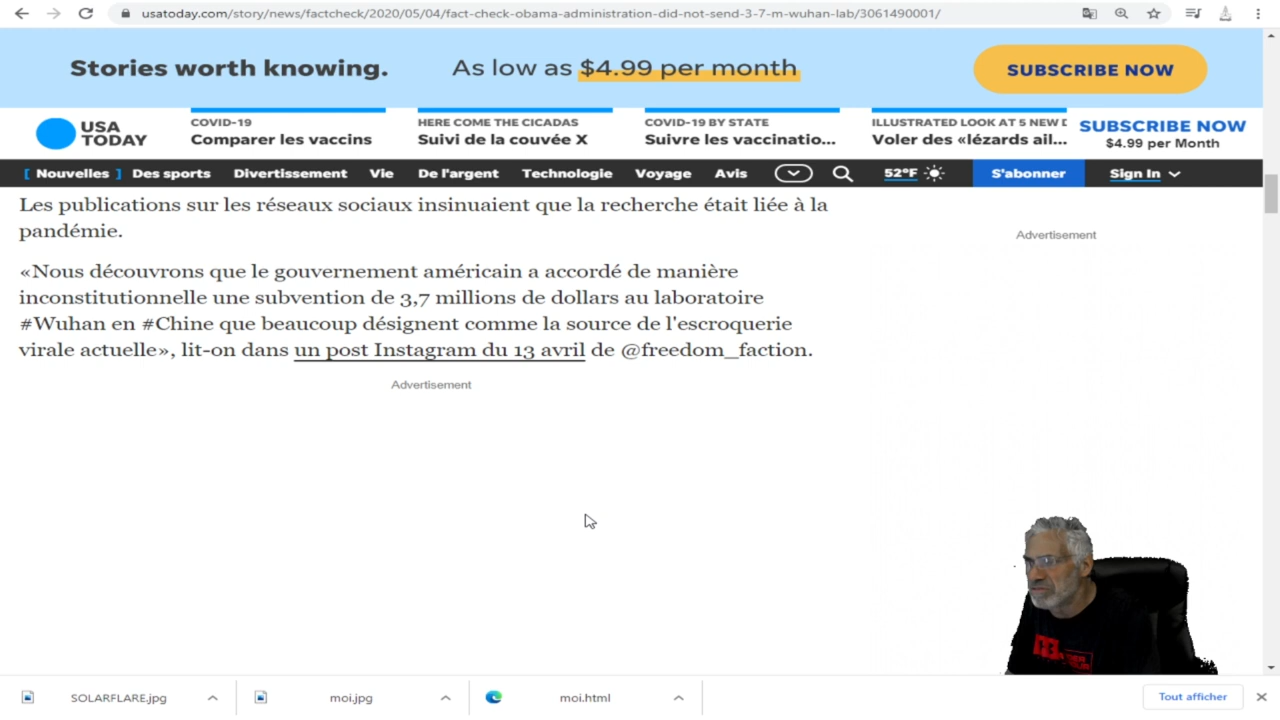 usatoday.com/story/news/factcheck/2020/05/04/fact-check-obama-administration-did-not-send-3-7-m-wuhan-lab/3061490001/
Stories worth knowing.
As low as $4.99 per month
SUBSCRIBE NOW
USA TODAY
COVID-19
Comparer les vaccins
HERE COME THE CICADAS
Suivi de la couvée X
COVID-19 BY STATE
Suivre les vaccinatio...
ILLUSTRATED LOOK AT 5 NEW D
Voler des «lézards ail...
SUBSCRIBE NOW
$4.99 per Month
[ Nouvelles ] Des sports Divertissement Vie De l'argent Technologie Voyage Avis 52°F S'abonner Sign In
Les publications sur les réseaux sociaux insinuaient que la recherche était liée à la
pandémie.
Advertisement
«Nous découvrons que le gouvernement américain a accordé de manière
inconstitutionnelle une subvention de 3,7 millions de dollars au laboratoire
#Wuhan en #Chine que beaucoup désignent comme la source de l'escroquerie
virale actuelle», lit-on dans un post Instagram du 13 avril de @freedom_faction.
Advertisement
SOLARFLARE.jpg
moi.jpg
moi.html
Tout afficher